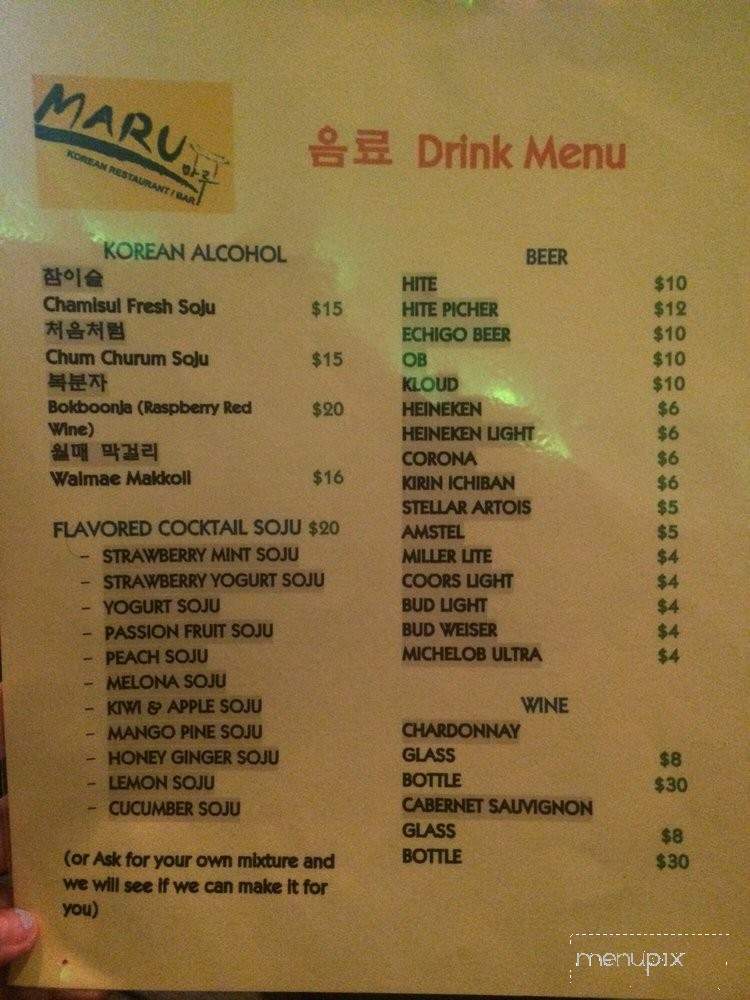 MARU
마루
KOREAN RESTAURANT / BAR
음료 Drink Menu
KOREAN ALCOHOL
참이슬
Chamisul Fresh Soju $15
처음처럼
Chum Churum Soju $15
복분자
Bokboonja (Raspberry Red $20
Wine)
월매 막걸리
Walmae Makkoli $16
FLAVORED COCKTAIL SOJU $20
- STRAWBERRY MINT SOJU
- STRAWBERRY YOGURT SOJU
- YOGURT SOJU
- PASSION FRUIT SOJU
- PEACH SOJU
- MELONA SOJU
- KIWI & APPLE SOJU
- MANGO PINE SOJU
- HONEY GINGER SOJU
- LEMON SOJU
- CUCUMBER SOJU
(or Ask for your own mixture and
we will see if we can make it for
you)
BEER
HITE $10
HITE PICHER $12
ECHIGO BEER $10
OB $10
KLOUD $10
HEINEKEN $6
HEINEKEN LIGHT $6
CORONA $6
KIRIN ICHIBAN $6
STELLAR ARTOIS $5
AMSTEL $5
MILLER LITE $4
COORS LIGHT $4
BUD LIGHT $4
BUD WEISER $4
MICHELOB ULTRA $4
WINE
CHARDONNAY
GLASS $8
BOTTLE $30
CABERNET SAUVIGNON
GLASS $8
BOTTLE $30
menupix